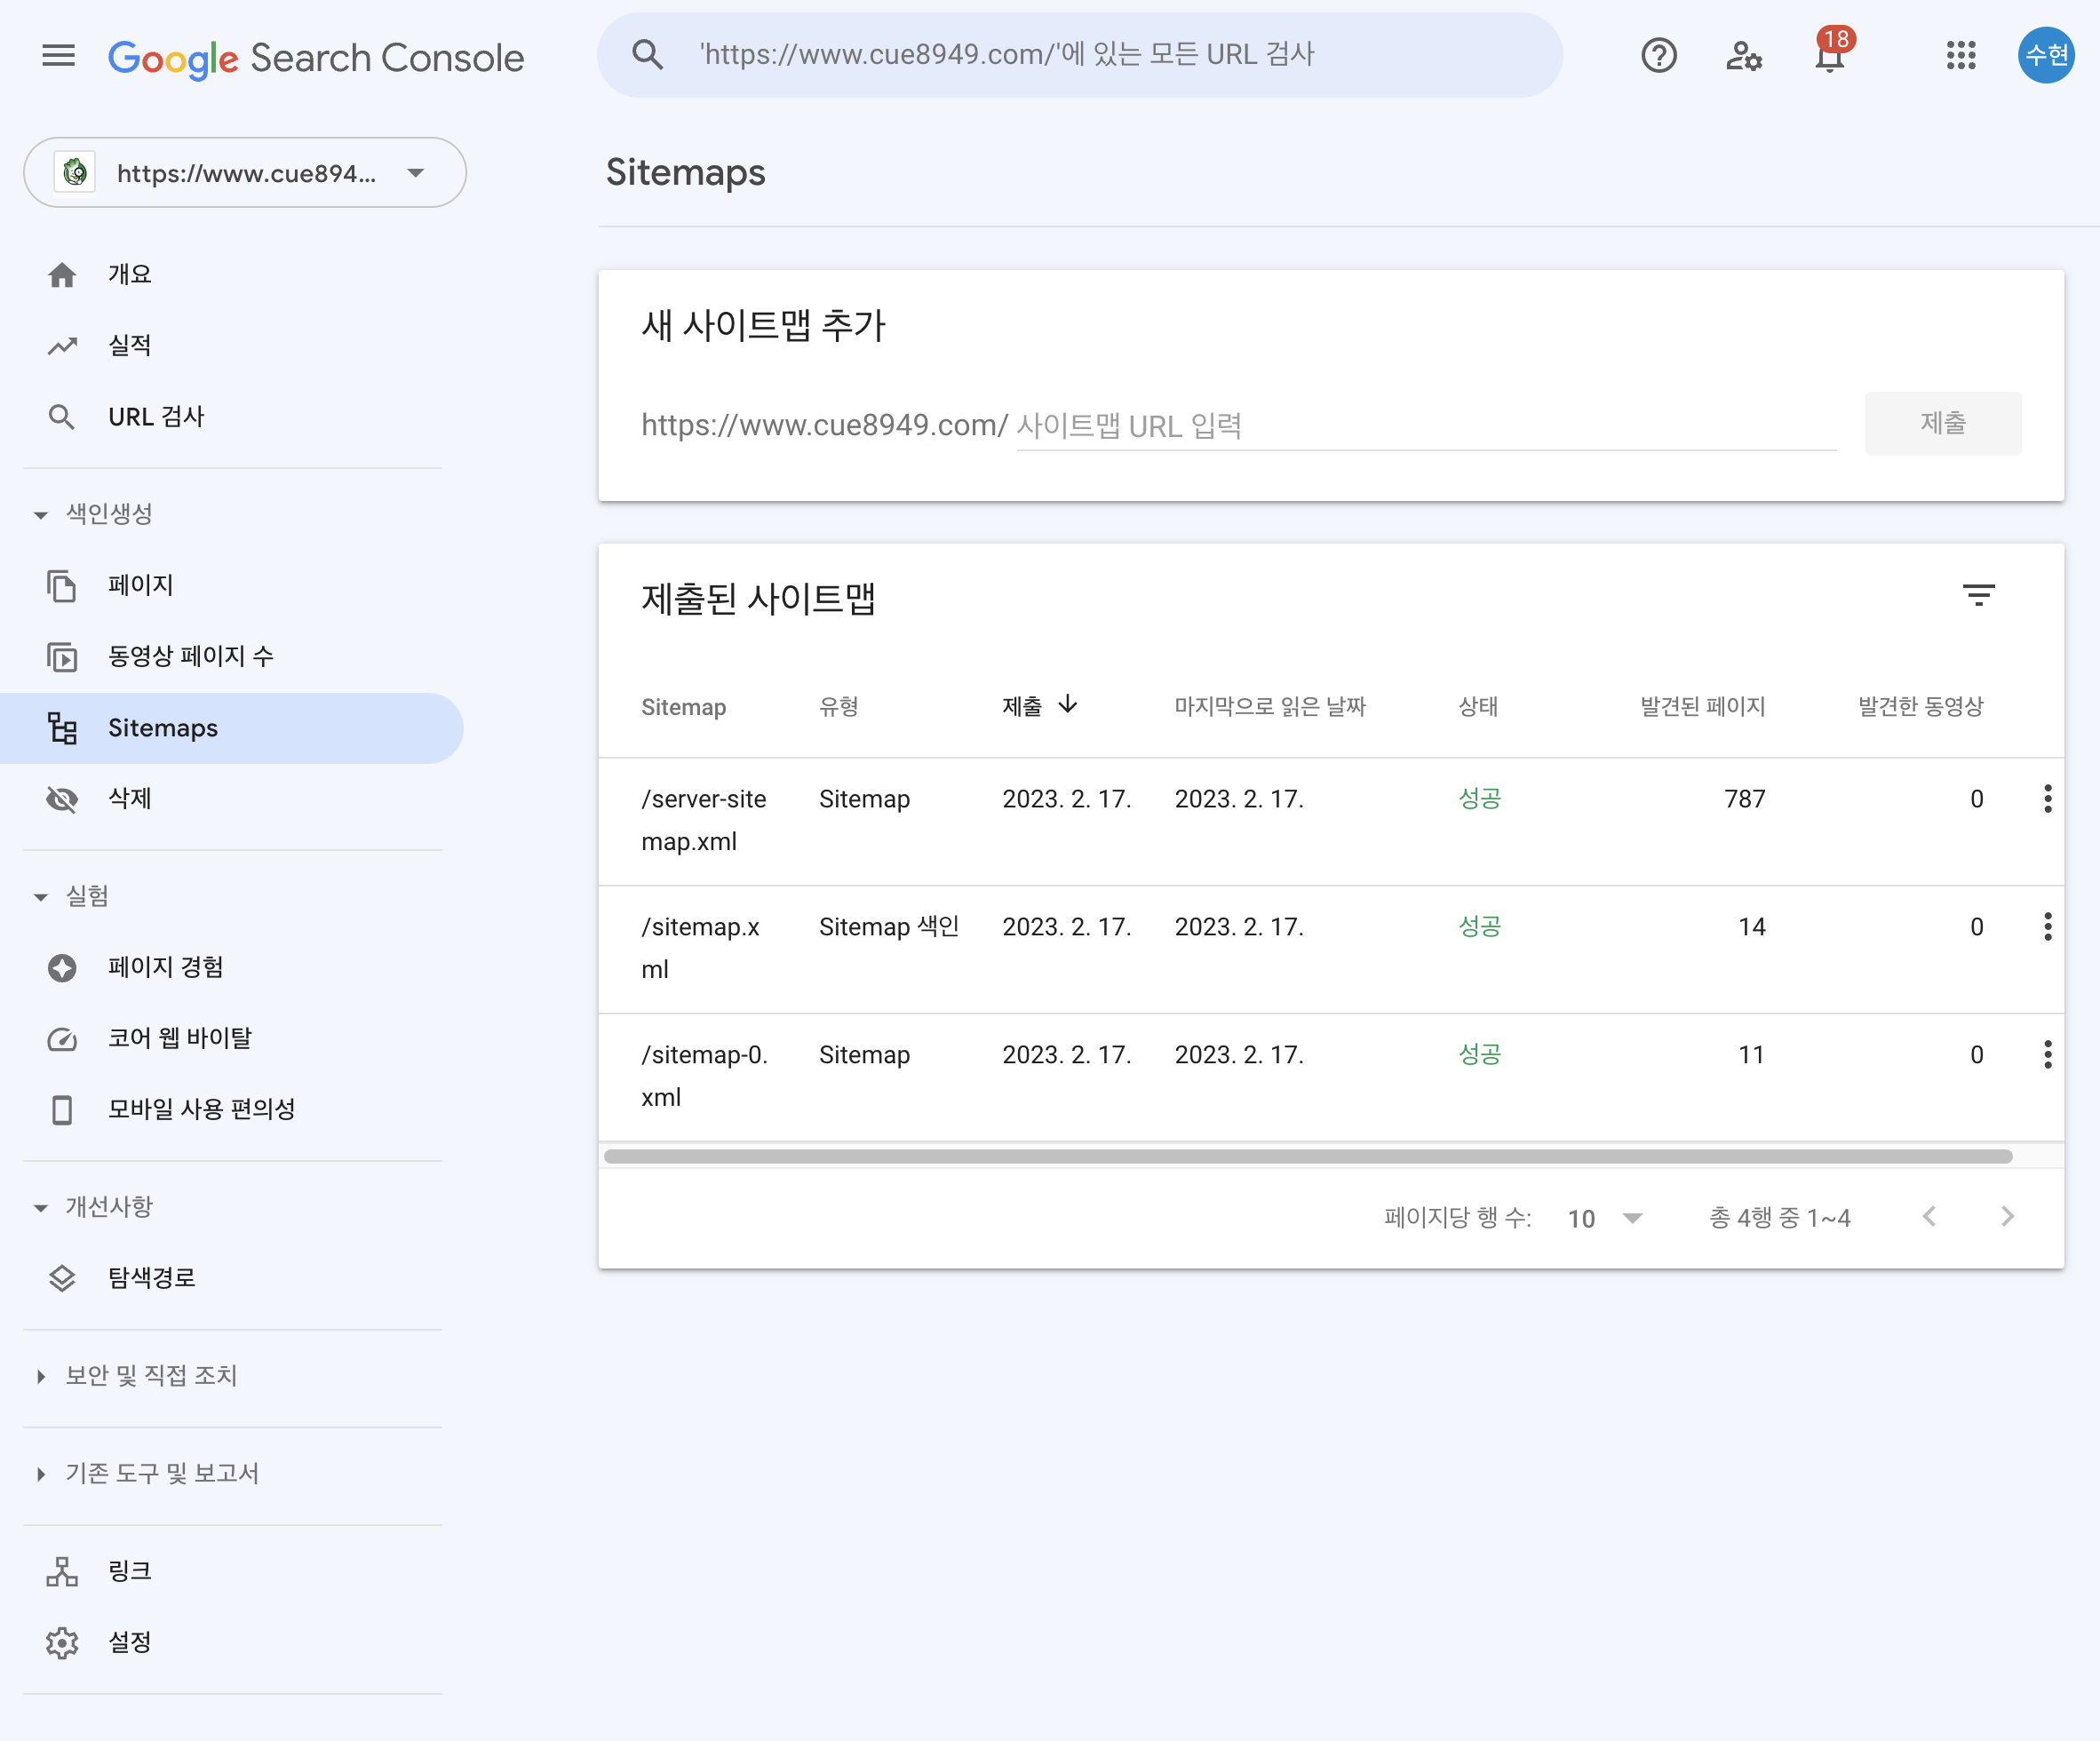 Google Search Console
'https://www.cue8949.com/'에 있는 모든 URL 검사
18
수현
https://www.cue894...
개요
실적
URL 검사
색인생성
페이지
동영상 페이지 수
Sitemaps
삭제
실험
페이지 경험
코어 웹 바이탈
모바일 사용 편의성
개선사항
탐색경로
보안 및 직접 조치
기존 도구 및 보고서
링크
설정
Sitemaps
새 사이트맵 추가
https://www.cue8949.com/ 사이트맵 URL 입력
제출
제출된 사이트맵
Sitemap 유형 제출 마지막으로 읽은 날짜 상태 발견된 페이지 발견한 동영상
/server-site Sitemap 2023. 2. 17. 2023. 2. 17. 성공 787 0
map.xml
/sitemap.x Sitemap 색인 2023. 2. 17. 2023. 2. 17. 성공 14 0
ml
/sitemap-0. Sitemap 2023. 2. 17. 2023. 2. 17. 성공 11 0
xml
페이지당 행 수: 10 총 4행 중 1~4